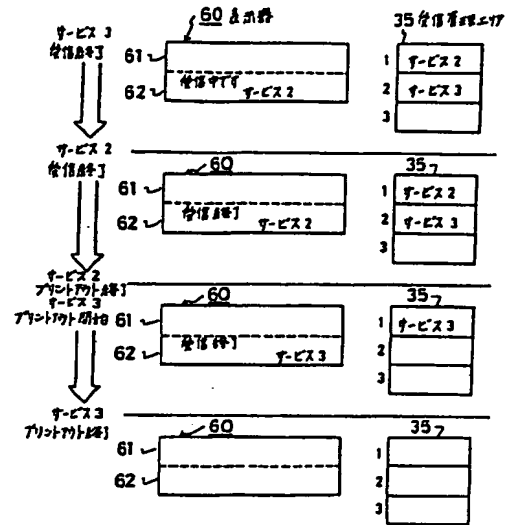 サービス3
受信終了
60 表示器
35 受信管理エリア
61
62
受信中です
サービス2
1 サービス2
2 サービス3
3
サービス2
受信終了
60
35
61
62
受信終了
サービス2
1 サービス2
2 サービス3
3
サービス2
プリントアウト終了
サービス3
プリントアウト開始
60
35
61
62
受信終了
サービス3
1 サービス3
2
3
サービス3
プリントアウト終了
60
35
61
62
1
2
3